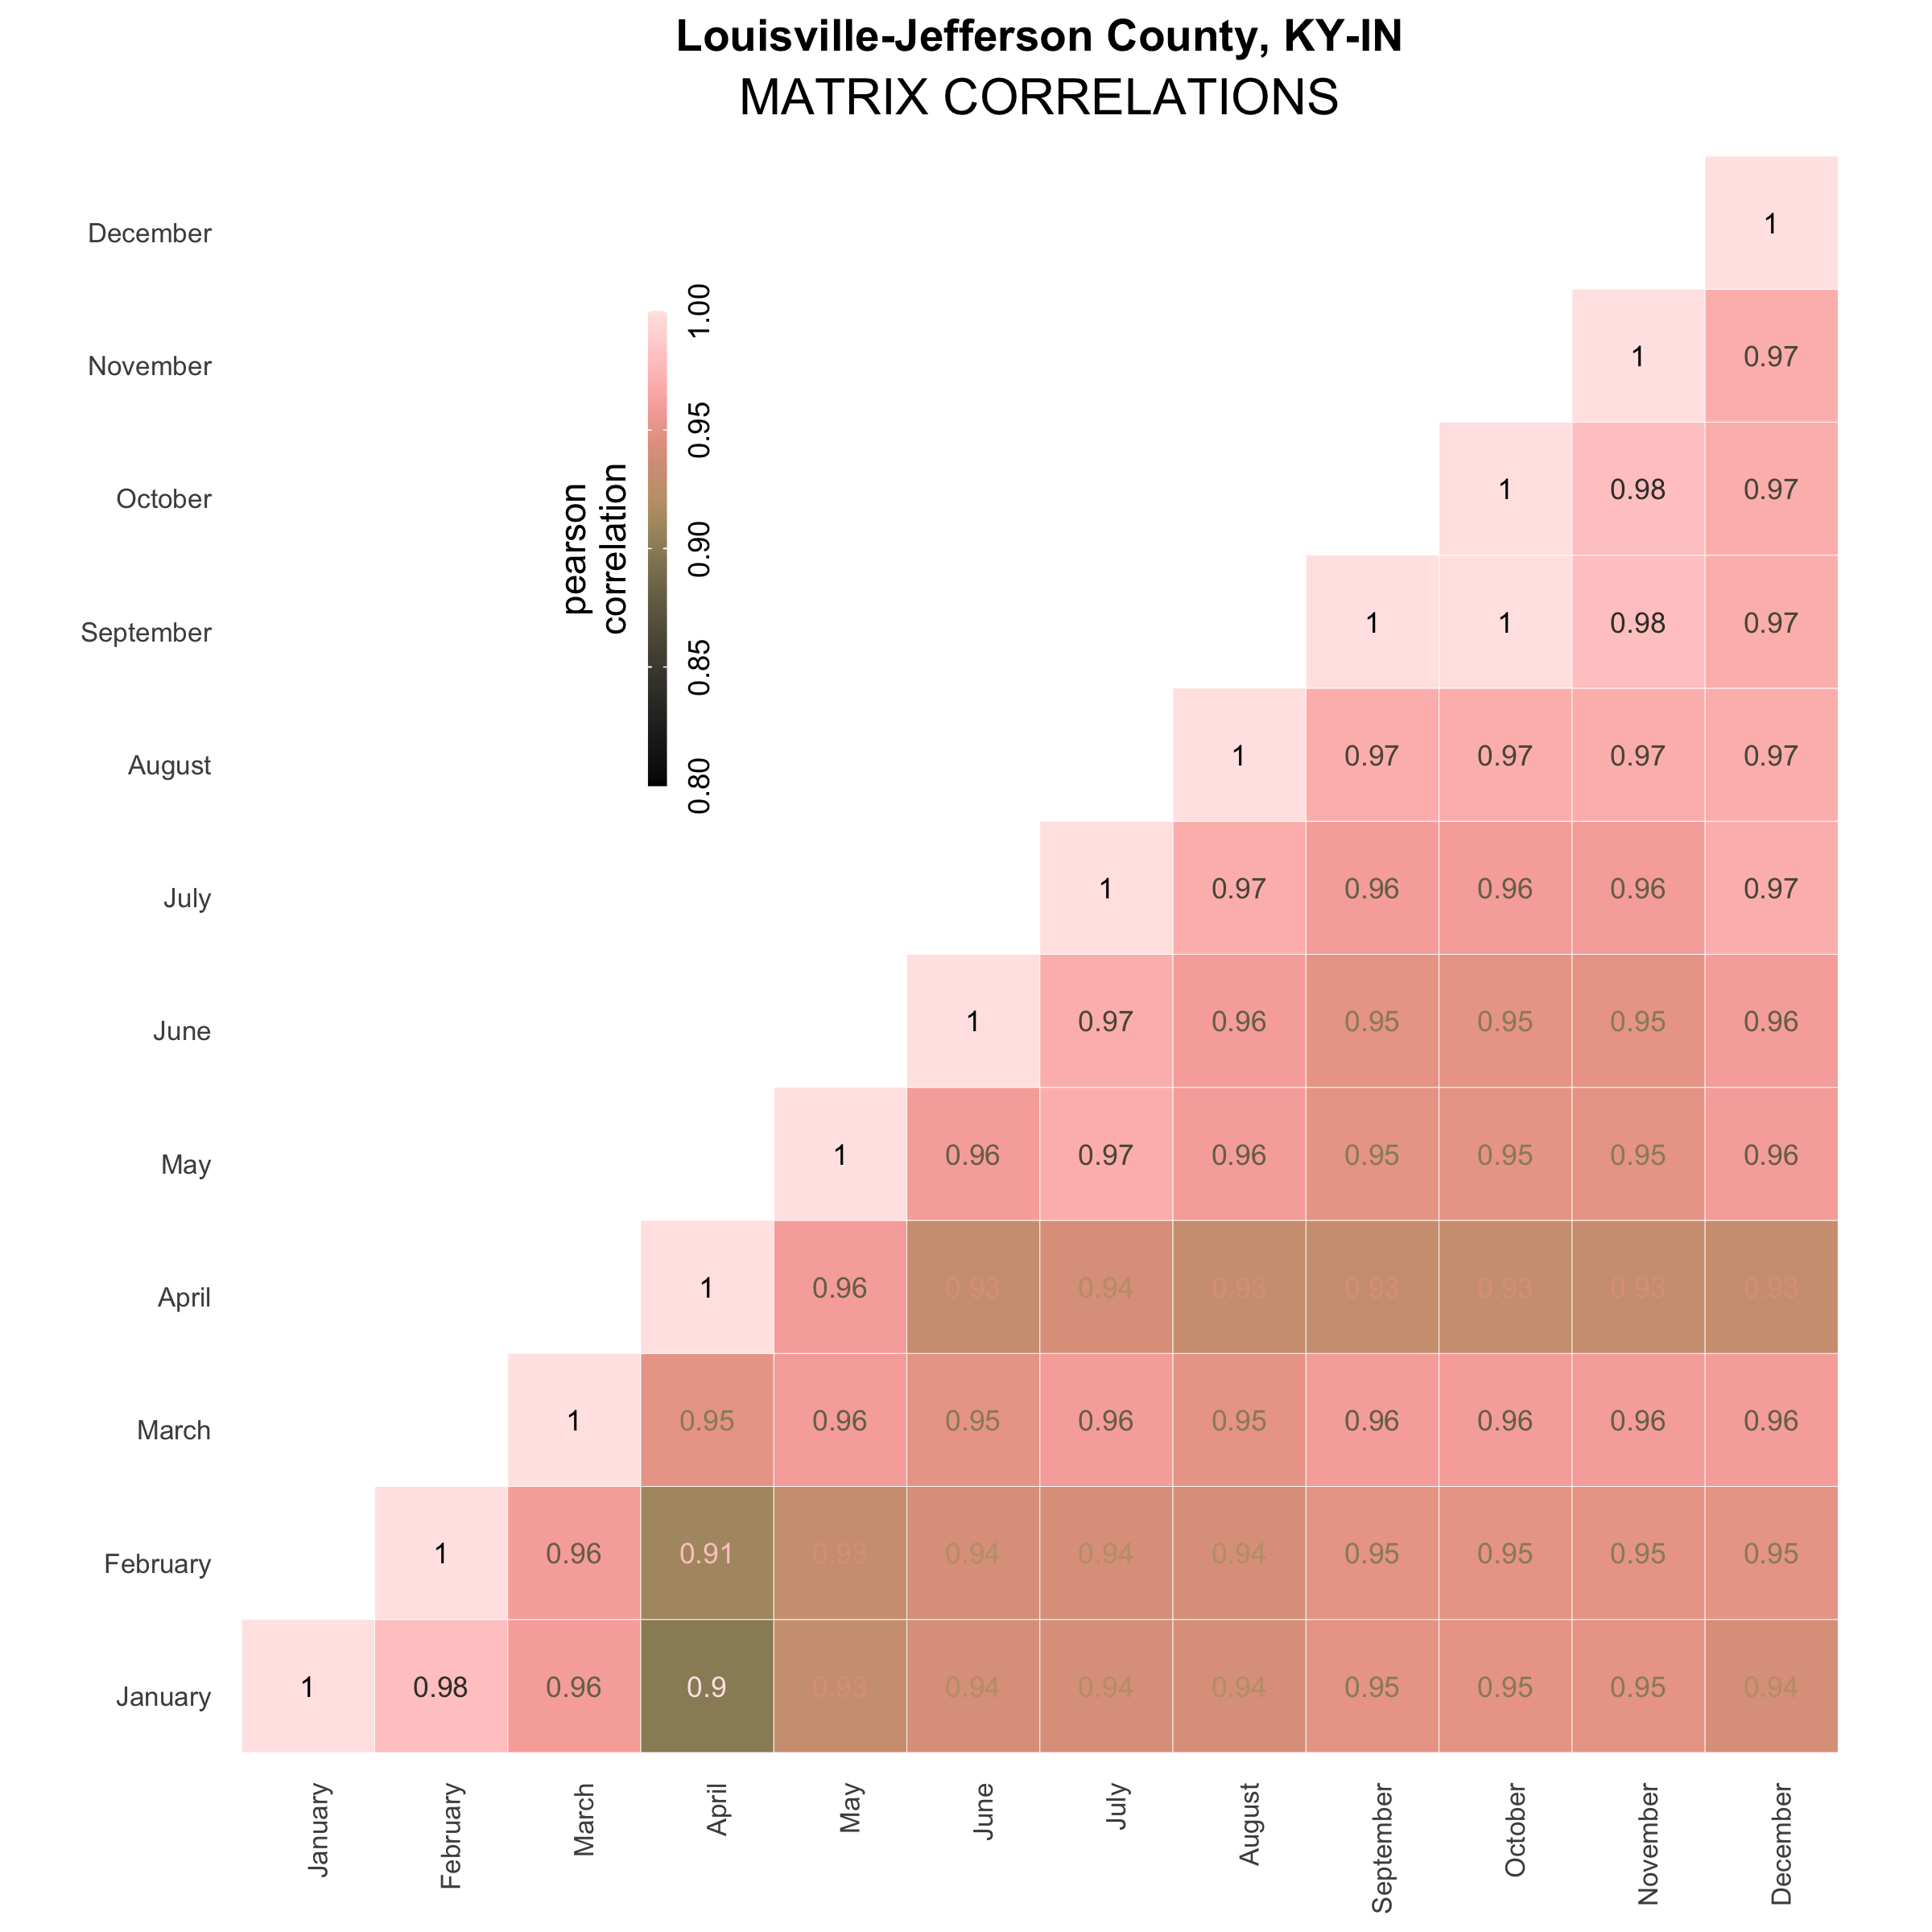 Louisville-Jefferson County, KY-IN
MATRIX CORRELATIONS
pearson
correlation
1.00
0.95
0.90
0.85
0.80
December 1
November 1 0.97
October 1 0.98 0.97
September 1 1 0.98 0.97
August 1 0.97 0.97 0.97 0.97
July 1 0.97 0.96 0.96 0.96 0.97
June 1 0.97 0.96 0.95 0.95 0.95 0.96
May 1 0.96 0.97 0.96 0.95 0.95 0.95 0.96
April 1 0.96 0.93 0.94 0.93 0.93 0.93 0.93 0.93
March 1 0.95 0.96 0.95 0.96 0.95 0.96 0.96 0.96 0.96
February 1 0.96 0.91 0.93 0.94 0.94 0.94 0.95 0.95 0.95 0.95
January 1 0.98 0.96 0.9 0.93 0.94 0.94 0.94 0.95 0.95 0.95 0.94
January February March April May June July August September October November December